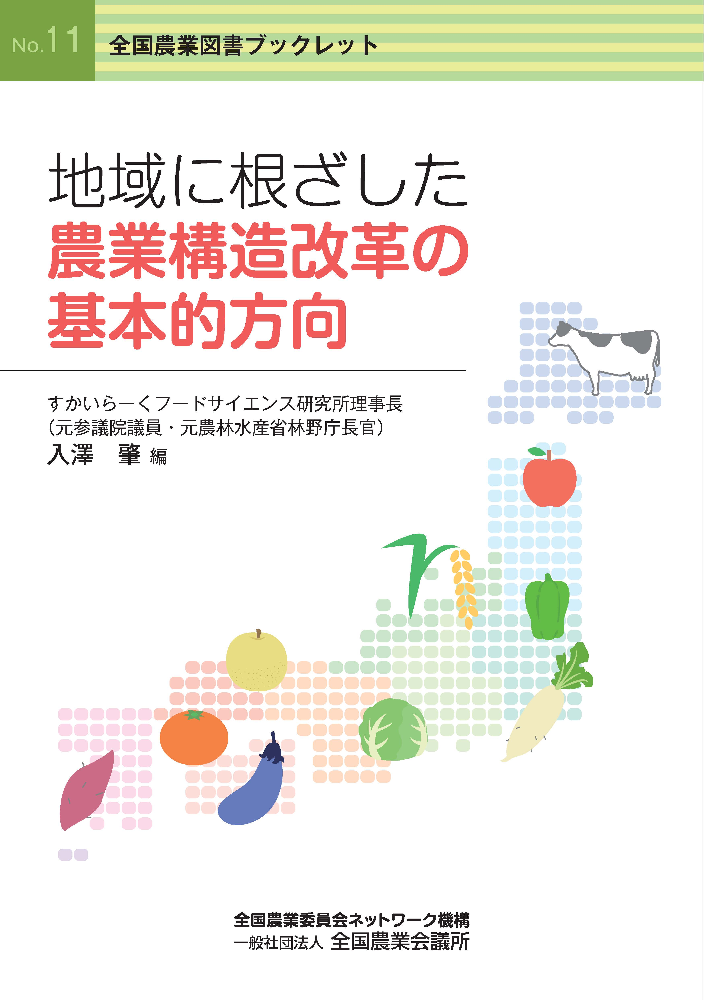 No.11
全国農業図書ブックレット
地域に根ざした
農業構造改革の
基本的方向
すかいらーくフードサイエンス研究所理事長
（元参議院議員・元農林水産省林野庁長官）
入澤　肇 編
全国農業委員会ネットワーク機構
一般社団法人 全国農業会議所